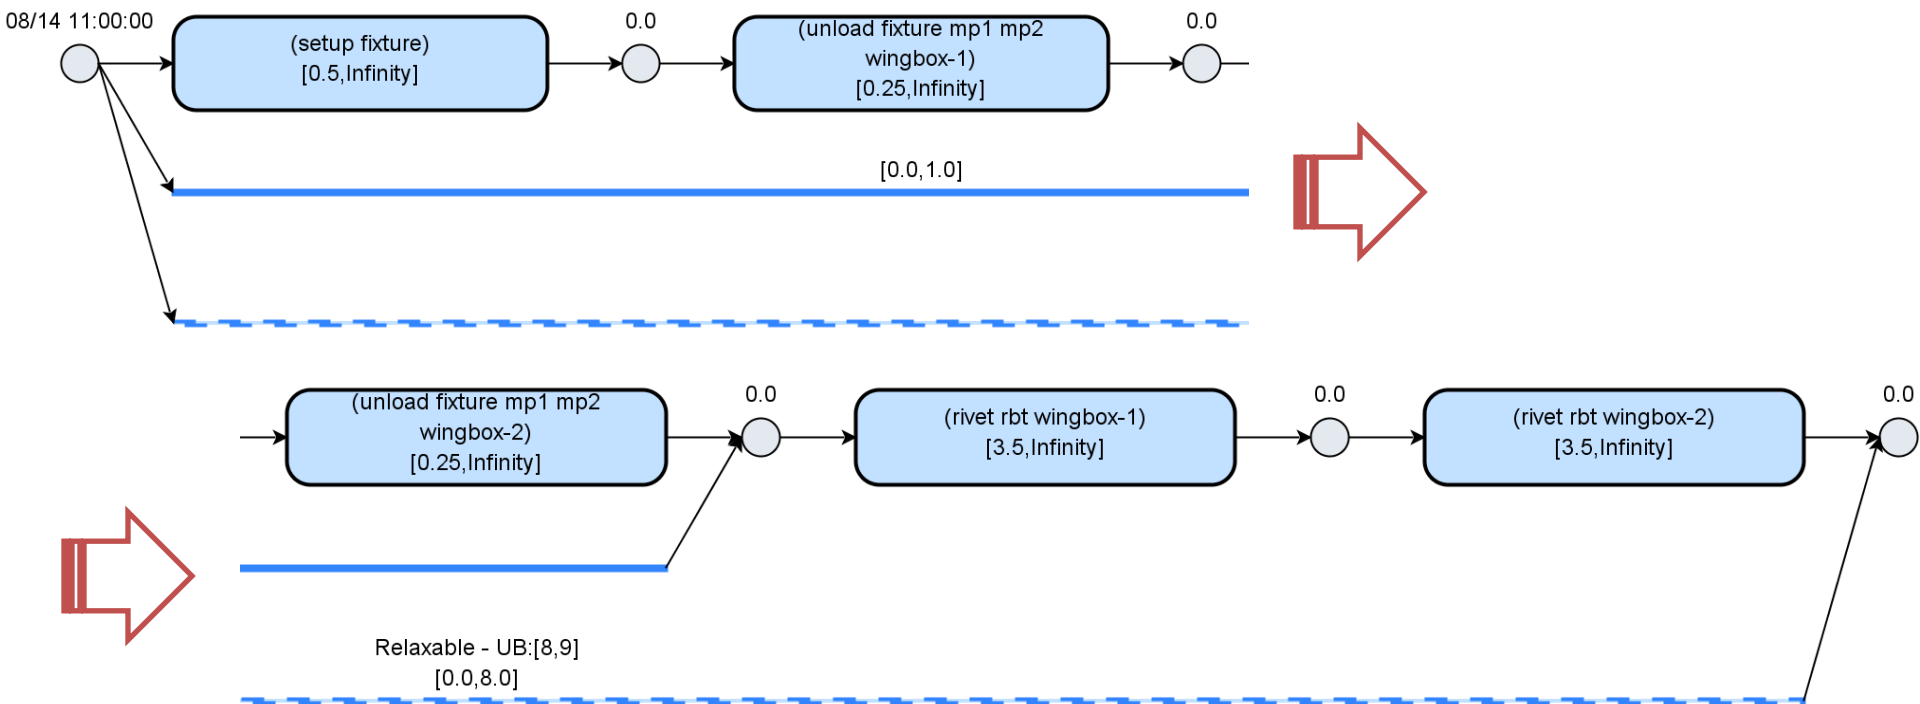 08/14 11:00:00
(setup fixture)
[0.5,Infinity]
0.0
(unload fixture mp1 mp2
wingbox-1)
[0.25,Infinity]
0.0
[0.0,1.0]
(unload fixture mp1 mp2
wingbox-2)
[0.25,Infinity]
0.0
(rivet rbt wingbox-1)
[3.5,Infinity]
0.0
(rivet rbt wingbox-2)
[3.5,Infinity]
0.0
Relaxable - UB:[8,9]
[0.0,8.0]